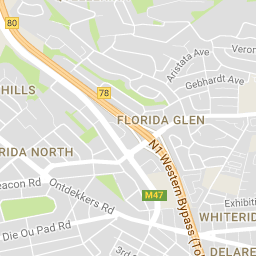 80
Aristata Ave
Veron
Gebhardt Ave
HILLS
78
FLORIDA GLEN
N1 Western Bypass (To
RIDA NORTH
eacon Rd
Ontdekkers Rd
M47
Exhibiti
WHITERID
Die Ou Pad Rd
3rd
DELARE